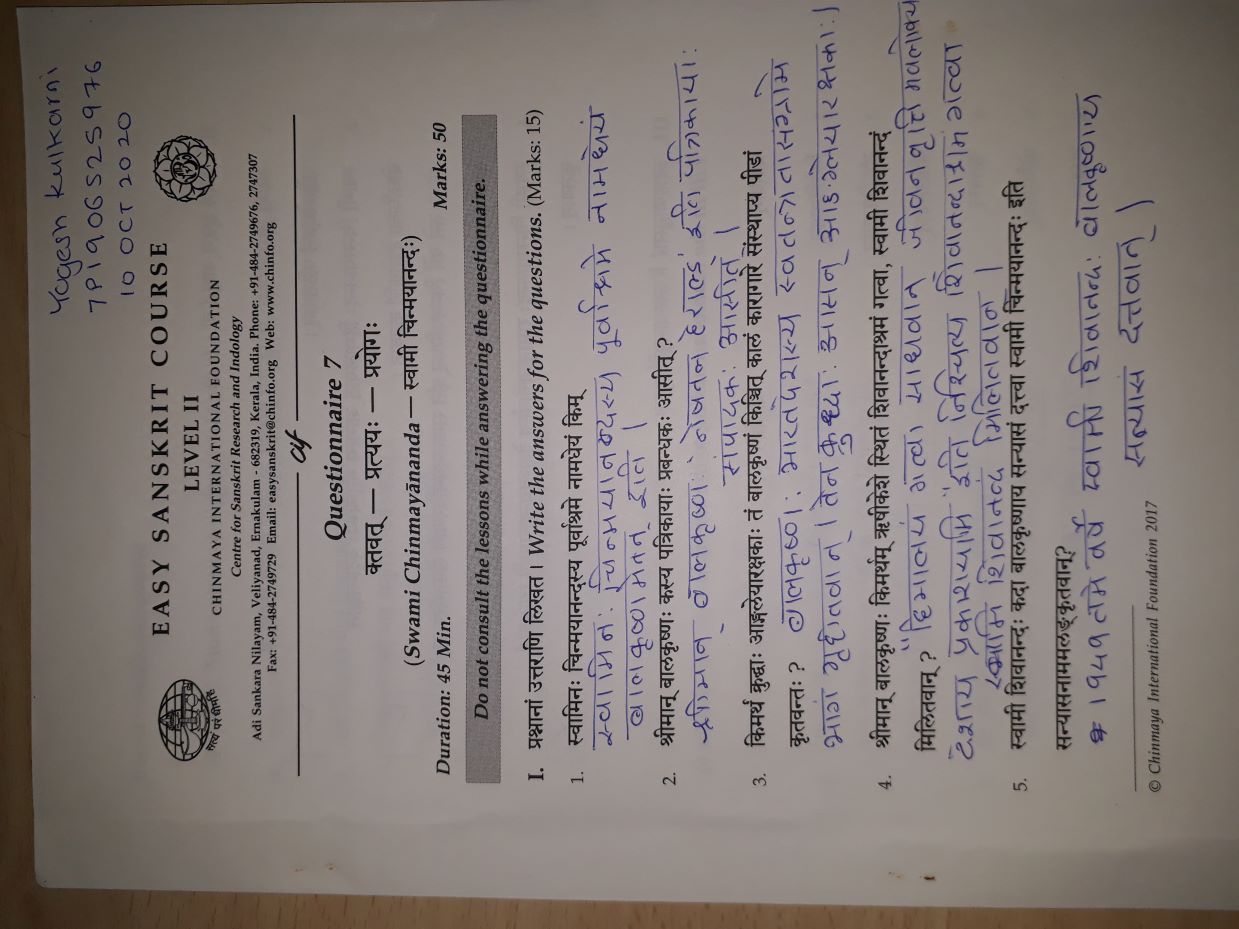 Yogesh Kulkarni
7P1906525976
10 OCT 2020
EASY SANSKRIT COURSE
LEVEL II
CHINMAYA INTERNATIONAL FOUNDATION
सत्यं परं धीमहि
Centre for Sanskrit Research and Indology
Adi Sankara Nilayam, Veliyanad, Ernakulam - 682319, Kerala, India. Phone: +91-484-2749676, 2747307
Fax: +91-484-2749729 Email: easysanskrit@chinfo.org Web: www.chinfo.org
Questionnaire 7
क्तवत् — प्रत्ययः — प्रयोगः
(Swami Chinmayānanda — स्वामी चिन्मयानन्दः)
Duration: 45 Min. Marks: 50
Do not consult the lessons while answering the questionnaire.
I. प्रश्नानां उत्तराणि लिखत। Write the answers for the questions. (Marks: 15)
1. स्वामिनः चिन्मयानन्दस्य पूर्वाश्रमे नामधेयं किम्
स्वामिनः चिन्मयानन्दस्य पूर्वाश्रमे नामधेयं
बालकृष्णमेनन् इति।
2. श्रीमान् बालकृष्णः कस्य पत्रिकायाः प्रबन्धकः आसीत्?
श्रीमान् बालकृष्णः 'नेषनन हेराल्ड' इति पत्रिकायाः
संपादकः आसीत्।
3. किमर्थं क्रुद्धाः आङ्गलेयारक्षकाः तं बालकृष्णं किञ्चित् कालं कारागारे संस्थाप्य पीडां
कृतवन्तः? बालकृष्णः भारतदेशस्य स्वतन्त्रतासग्रामे
भागं गृहीतवान्। तेन क्रुध्दाः आसन् आङग्लेयारक्षकाः।
4. श्रीमान् बालकृष्णः किमर्थम् ऋषीकेशे स्थितं शिवानन्दाश्रमं गत्वा, स्वामी शिवानन्दं
मिलितवान्? "हिमालयं गत्वा साधवान् जीवनवृत्तिमवलोक्य
देशाय प्रकाशयामि" इति निश्चित्य शिवानन्दाश्रमं गत्वा
स्वामि शिवानन्दं मिलितवान।
5. स्वामी शिवानन्दः कदा बालकृष्णाय सन्यासं दत्त्वा स्वामी चिन्मयानन्दः इति
सन्यासनाममलङ्कृतवान्?
१९४९ तमे वर्षे स्वामी शिवानन्दः बालकृष्णाय
सन्यासं दत्तवान्।
© Chinmaya International Foundation 2017